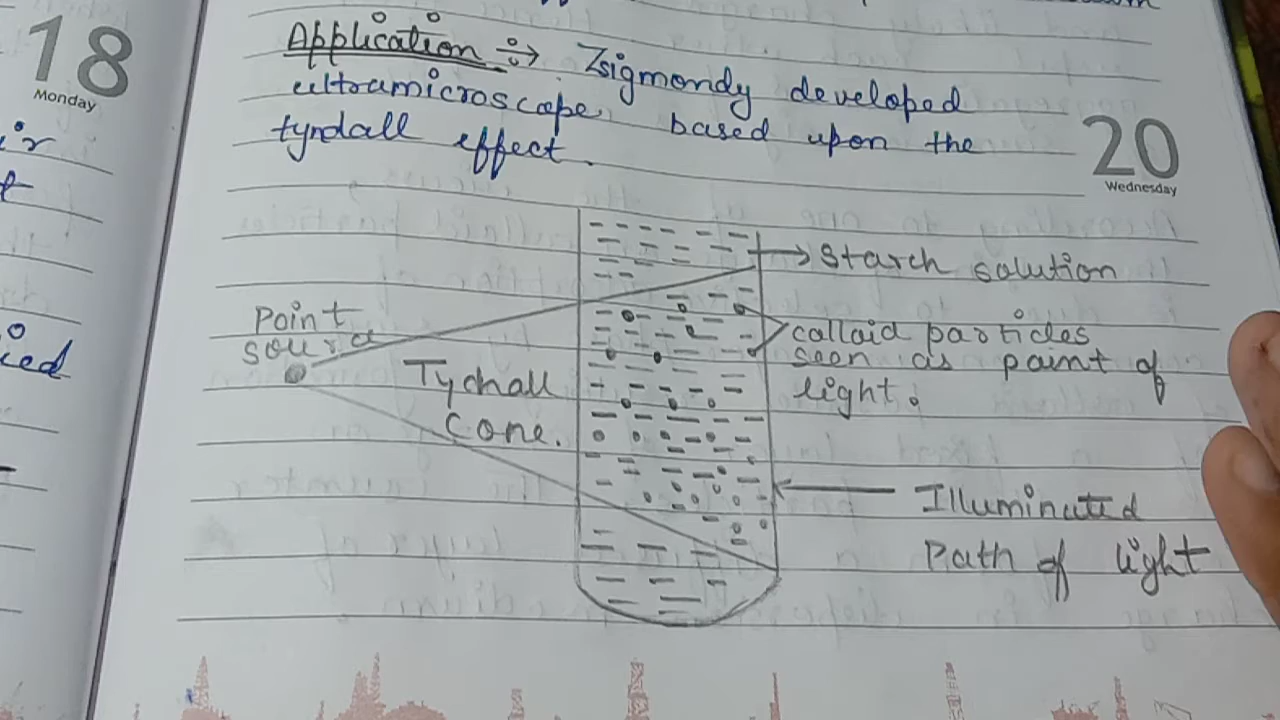 18
Monday
Application ÷→ Zsigmondy developed
ultramicroscope based upon the
tyndall effect.
20
Wednesday
→ Starch solution
Point
source
Tyndall
Cone.
colloid particles
seen as point of
light.
Illuminated
Path of light